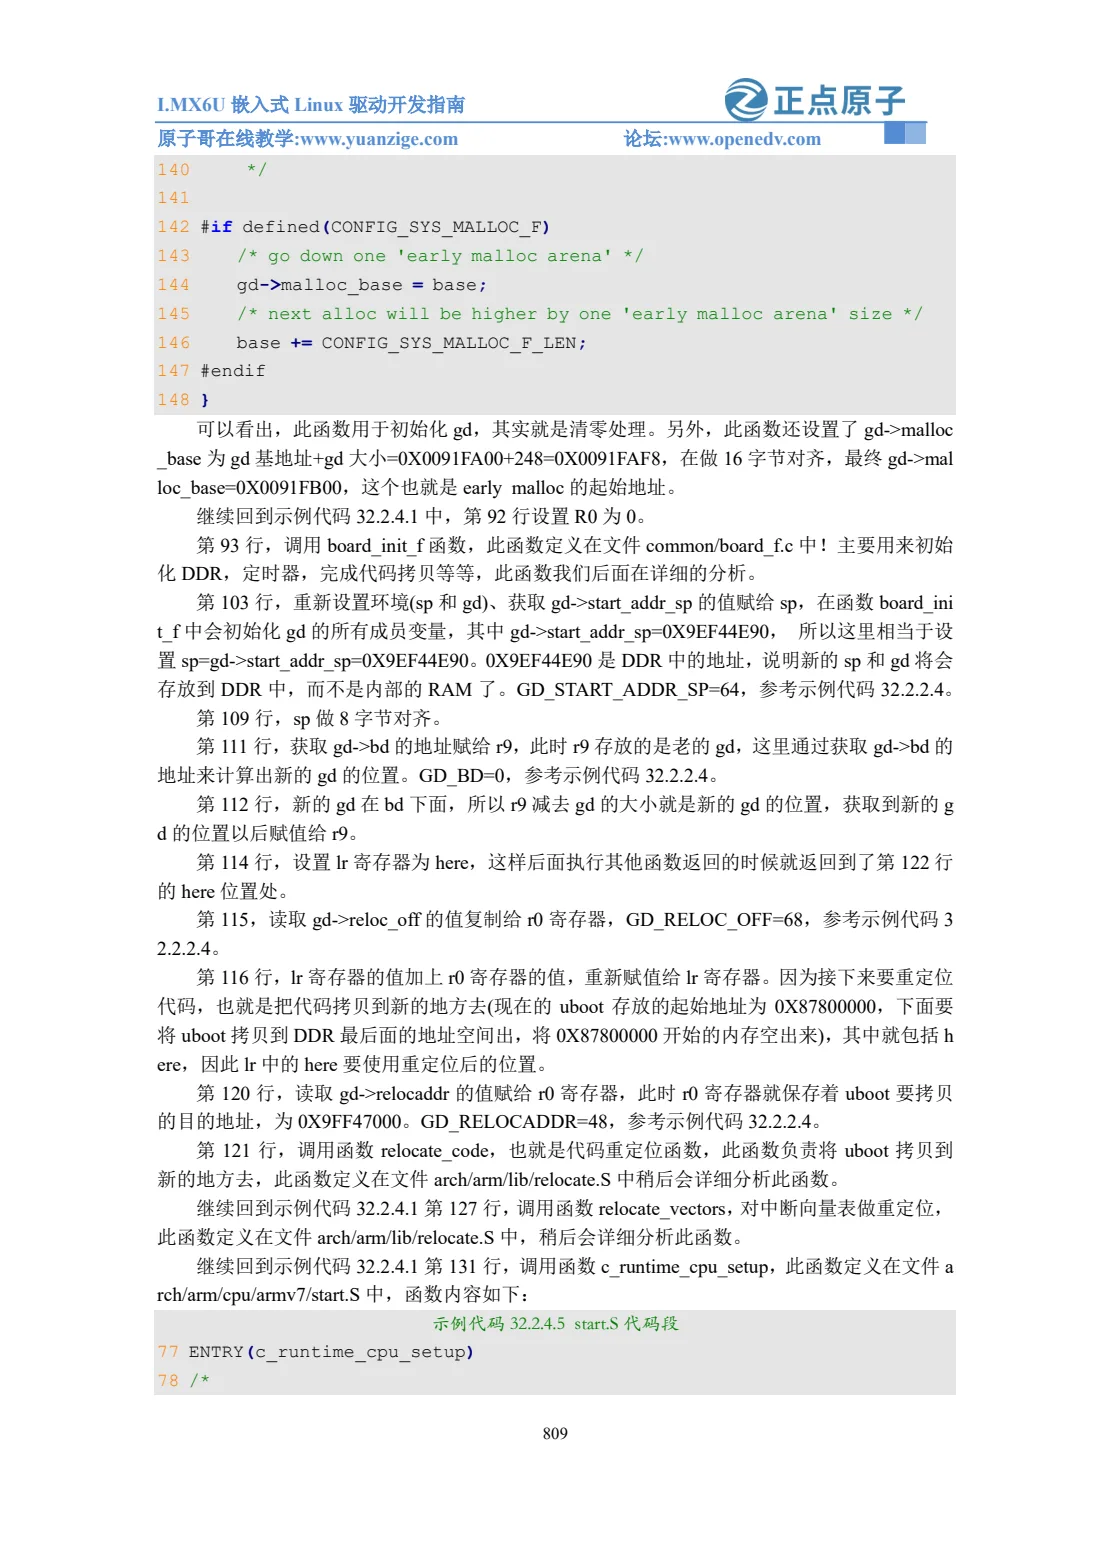 I.MX6U 嵌入式 Linux 驱动开发指南
正点原子
原子哥在线教学:www.yuanzige.com
论坛:www.openedv.com
140 */
141
142 #if defined(CONFIG_SYS_MALLOC_F)
143 /* go down one 'early malloc arena' */
144 gd->malloc_base = base;
145 /* next alloc will be higher by one 'early malloc arena' size */
146 base += CONFIG_SYS_MALLOC_F_LEN;
147 #endif
148 }
可以看出，此函数用于初始化 gd，其实就是清零处理。另外，此函数还设置了 gd->malloc
_base 为 gd 基地址+gd 大小=0X0091FA00+248=0X0091FAF8，在做 16 字节对齐，最终 gd->mal
loc_base=0X0091FB00，这个也就是 early malloc 的起始地址。
继续回到示例代码 32.2.4.1 中，第 92 行设置 R0 为 0。
第 93 行，调用 board_init_f 函数，此函数定义在文件 common/board_f.c 中！主要用来初始
化 DDR，定时器，完成代码拷贝等等，此函数我们后面在详细的分析。
第 103 行，重新设置环境(sp 和 gd)、获取 gd->start_addr_sp 的值赋给 sp，在函数 board_ini
t_f 中会初始化 gd 的所有成员变量，其中 gd->start_addr_sp=0X9EF44E90， 所以这里相当于设
置 sp=gd->start_addr_sp=0X9EF44E90。0X9EF44E90 是 DDR 中的地址，说明新的 sp 和 gd 将会
存放到 DDR 中，而不是内部的 RAM 了。GD_START_ADDR_SP=64，参考示例代码 32.2.2.4。
第 109 行，sp 做 8 字节对齐。
第 111 行，获取 gd->bd 的地址赋给 r9，此时 r9 存放的是老的 gd，这里通过获取 gd->bd 的
地址来计算出新的 gd 的位置。GD_BD=0，参考示例代码 32.2.2.4。
第 112 行，新的 gd 在 bd 下面，所以 r9 减去 gd 的大小就是新的 gd 的位置，获取到新的 g
d 的位置以后赋值给 r9。
第 114 行，设置 lr 寄存器为 here，这样后面执行其他函数返回的时候就返回到了第 122 行
的 here 位置处。
第 115，读取 gd->reloc_off 的值复制给 r0 寄存器，GD_RELOC_OFF=68，参考示例代码 3
2.2.2.4。
第 116 行，lr 寄存器的值加上 r0 寄存器的值，重新赋值给 lr 寄存器。因为接下来要重定位
代码，也就是把代码拷贝到新的地方去(现在的 uboot 存放的起始地址为 0X87800000，下面要
将 uboot 拷贝到 DDR 最后面的地址空间出，将 0X87800000 开始的内存空出来)，其中就包括 h
ere，因此 lr 中的 here 要使用重定位后的位置。
第 120 行，读取 gd->relocaddr 的值赋给 r0 寄存器，此时 r0 寄存器就保存着 uboot 要拷贝
的目的地址，为 0X9FF47000。GD_RELOCADDR=48，参考示例代码 32.2.2.4。
第 121 行，调用函数 relocate_code，也就是代码重定位函数，此函数负责将 uboot 拷贝到
新的地方去，此函数定义在文件 arch/arm/lib/relocate.S 中稍后会详细分析此函数。
继续回到示例代码 32.2.4.1 第 127 行，调用函数 relocate_vectors，对中断向量表做重定位，
此函数定义在文件 arch/arm/lib/relocate.S 中，稍后会详细分析此函数。
继续回到示例代码 32.2.4.1 第 131 行，调用函数 c_runtime_cpu_setup，此函数定义在文件 a
rch/arm/cpu/armv7/start.S 中，函数内容如下：
示例代码 32.2.4.5 start.S 代码段
77 ENTRY(c_runtime_cpu_setup)
78 /*
809